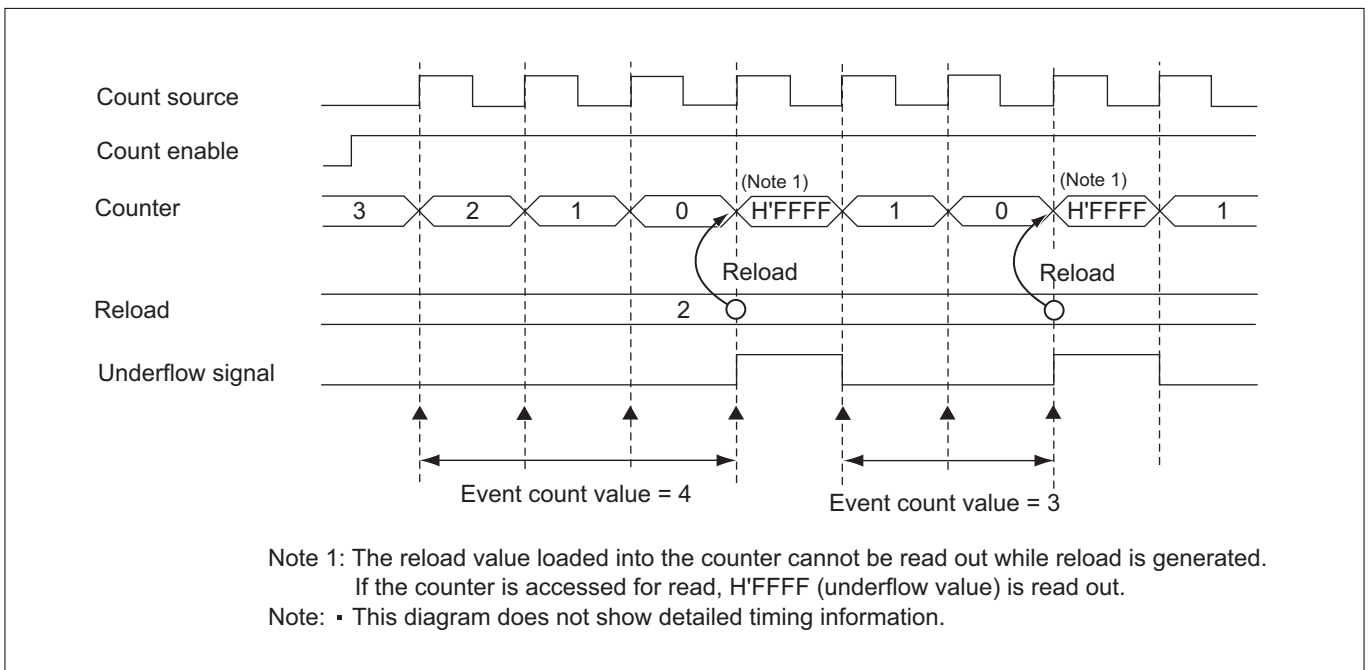 Count source
Count enable
(Note 1) (Note 1)
Counter 3 2 1 0 H'FFFF 1 0 H'FFFF 1
Reload Reload
Reload 2
Underflow signal
Event count value = 4 Event count value = 3
Note 1: The reload value loaded into the counter cannot be read out while reload is generated.
If the counter is accessed for read, H'FFFF (underflow value) is read out.
Note: ▪ This diagram does not show detailed timing information.